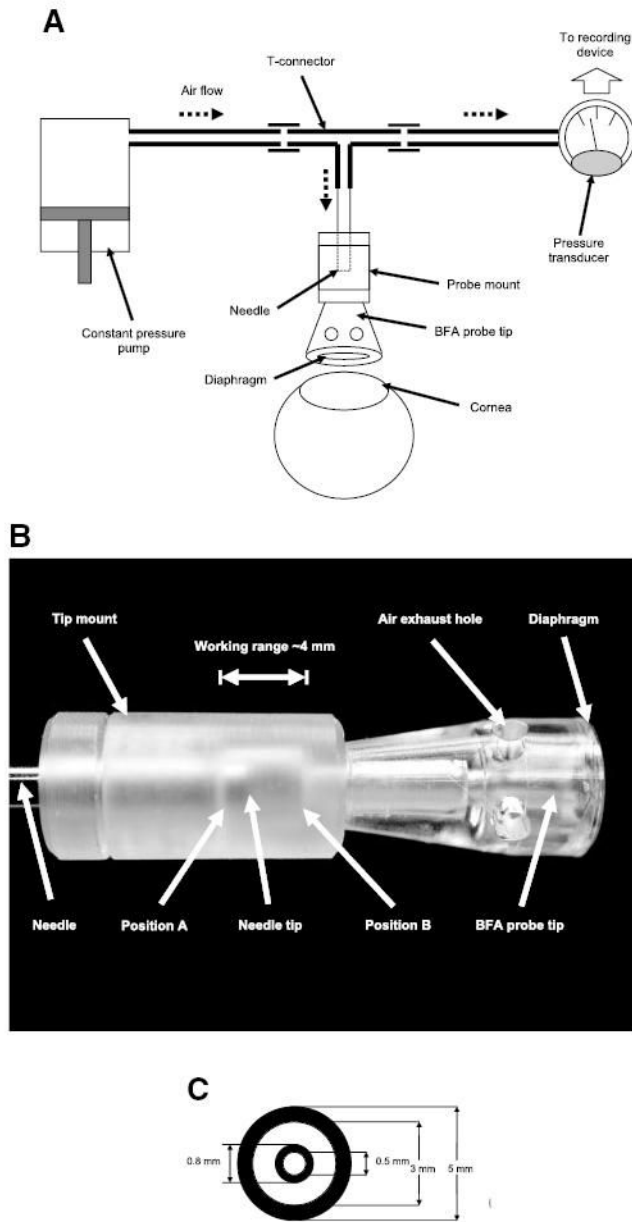 A
To recording
device
T-connector
Air flow
Pressure
transducer
Needle
Probe mount
Constant pressure
pump
BFA probe tip
Diaphragm
Cornea
B
Tip mount
Air exhaust hole
Diaphragm
Working range ~4 mm
Needle
Position A
Needle tip
Position B
BFA probe tip
C
0.8 mm
0.5 mm
3 mm
5 mm